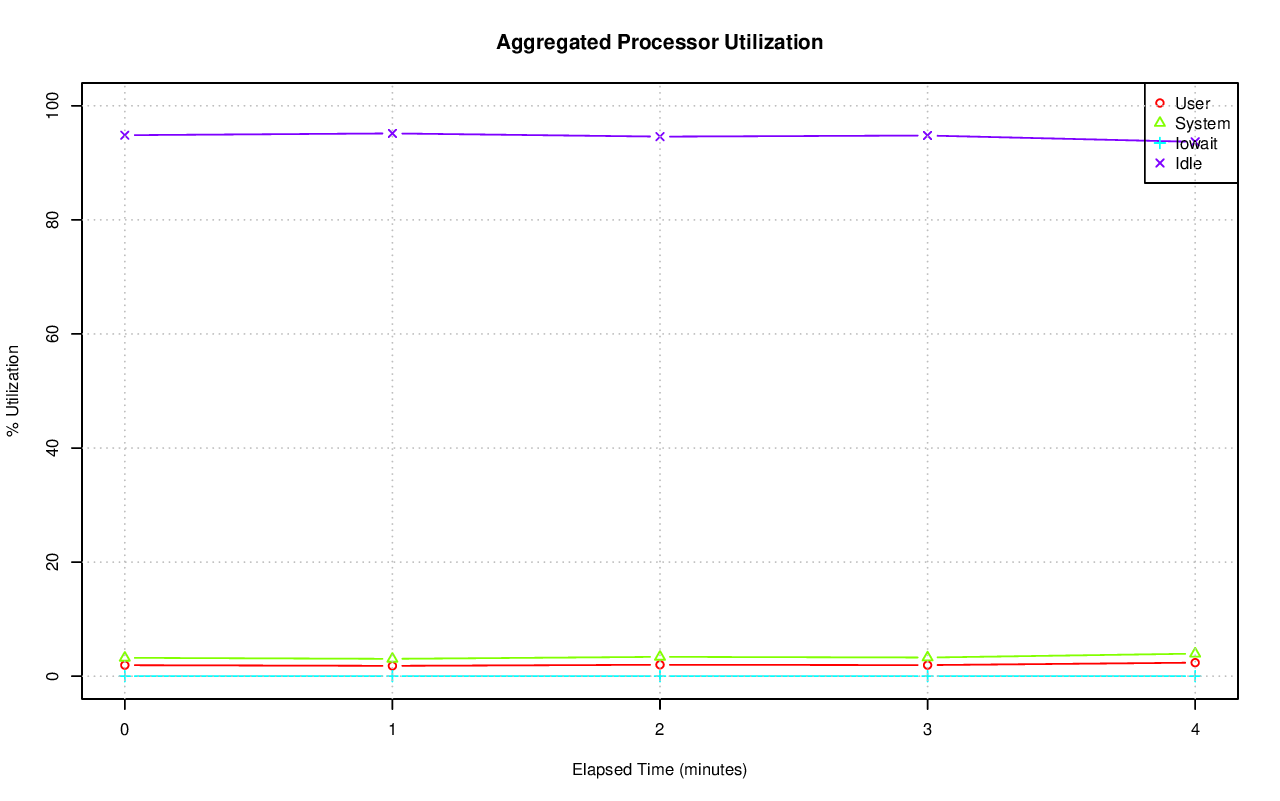 Aggregated Processor Utilization
100
80
60
40
20
0
% Utilization
User
System
Iowait
Idle
0 1 2 3 4
Elapsed Time (minutes)